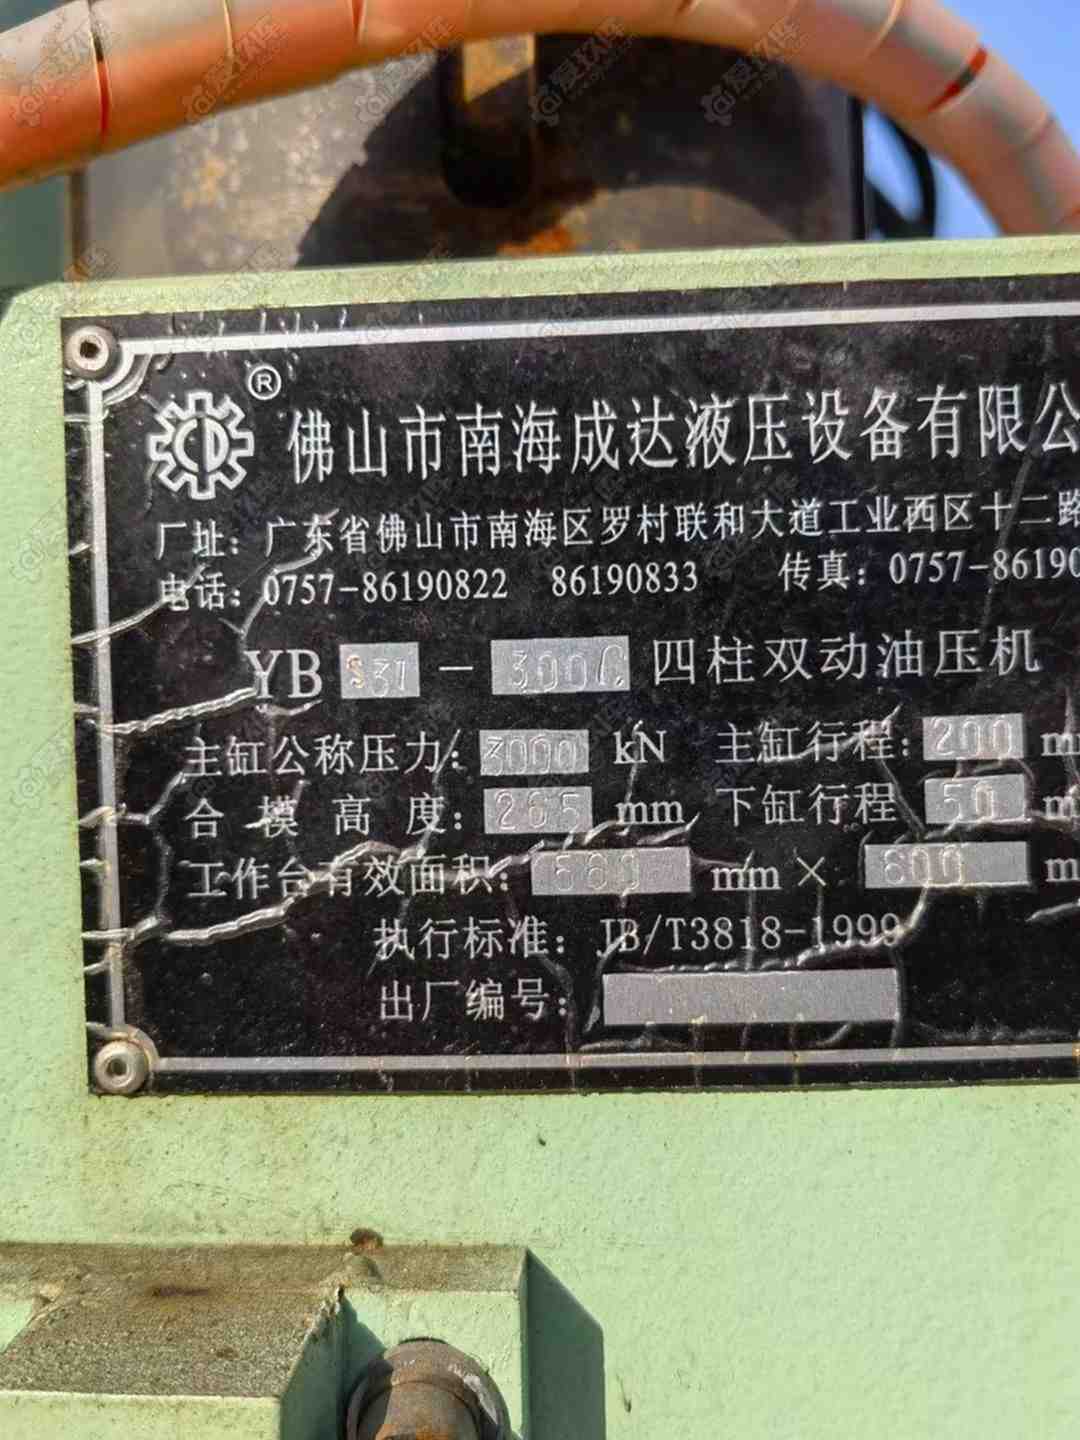 ®
佛山市南海成达液压设备有限公
厂址：广东省佛山市南海区罗村联和大道工业西区十二路
电话：0757-86190822 86190833 传真：0757-86190
YB S31 - 300C 四柱双动油压机
主缸公称压力：3000 kN 主缸行程：200 m
合模高度：265 mm 下缸行程 50 m
工作台有效面积：560 mm × 600 m
执行标准：JB/T3818-1999
出厂编号：